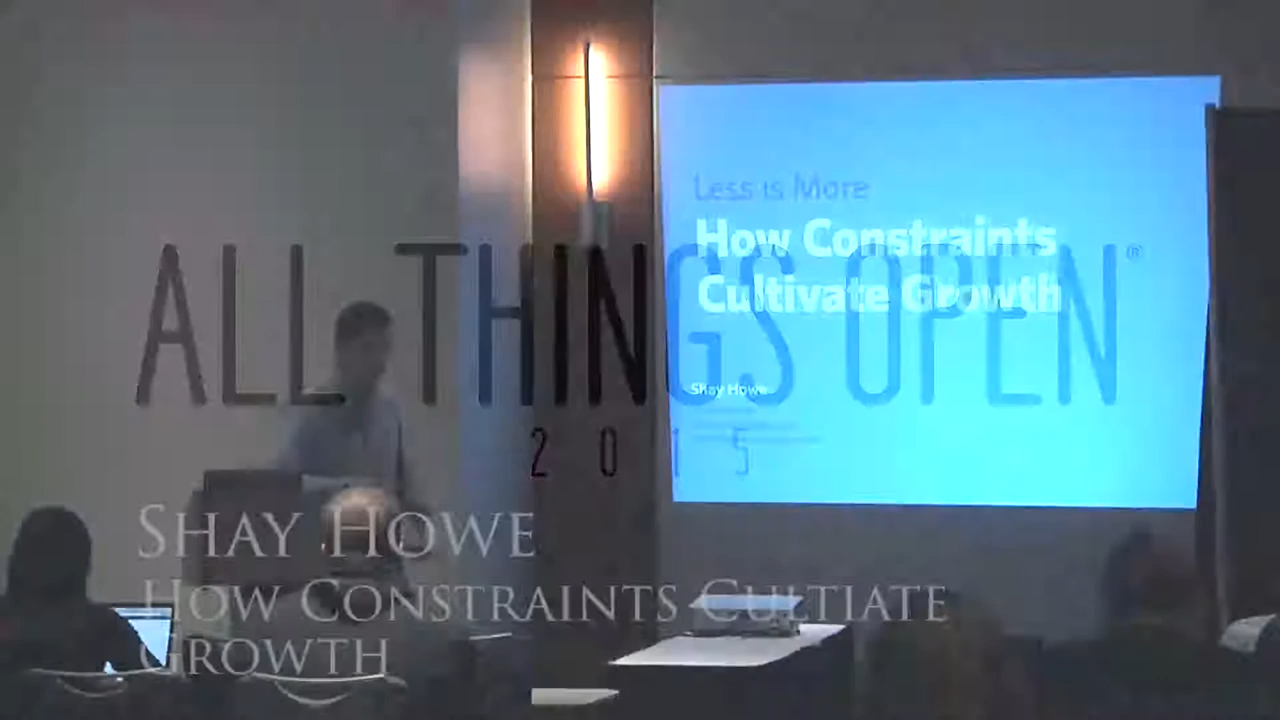 Less is More
How Constraints
Cultivate Growth
ALL THINGS OPEN®
Shay Howe
2015
SHAY HOWE
HOW CONSTRAINTS CULTIATE
GROWTH